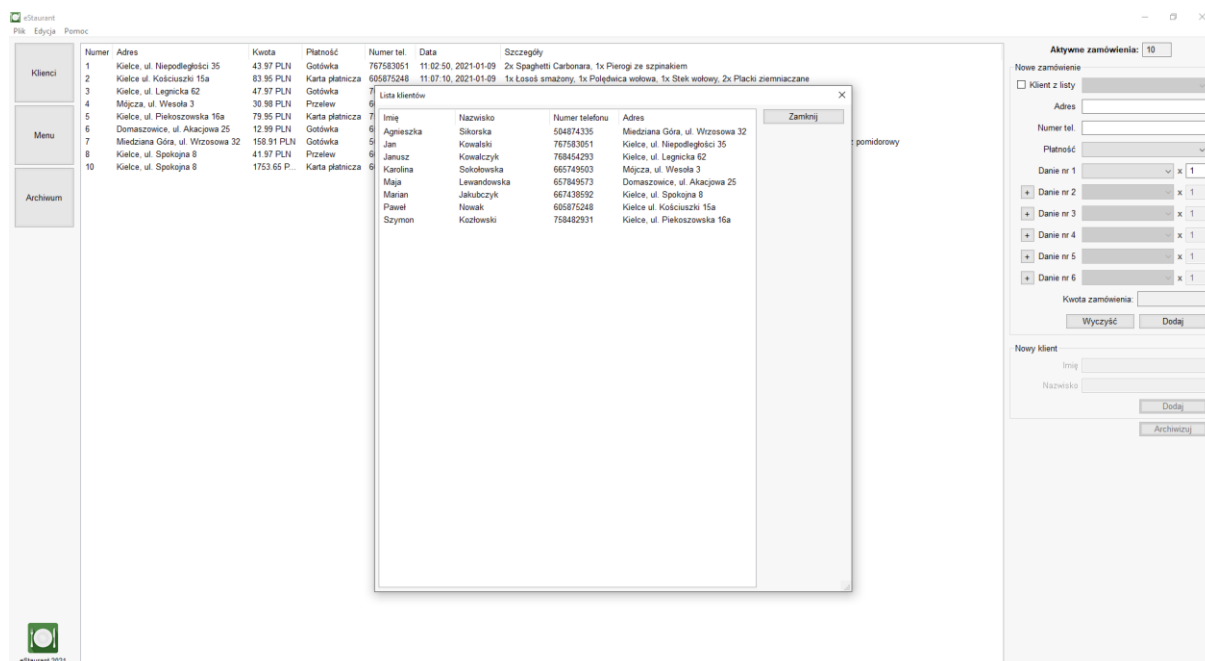 eStaurant
Plik Edycja Pomoc
Klienci
Menu
Archiwum
Numer Adres Kwota Płatność Numer tel. Data Szczegóły
1 Kielce, ul. Niepodległości 35 43.97 PLN Gotówka 767583051 11:02:50, 2021-01-09 2x Spaghetti Carbonara, 1x Pierogi ze szpinakiem
2 Kielce ul. Kościuszki 15a 83.95 PLN Karta płatnicza 605875248 11:07:10, 2021-01-09 1x Łosoś smażony, 1x Polędwica wołowa, 1x Stek wołowy, 2x Placki ziemniaczane
3 Kielce, ul. Legnicka 62 47.97 PLN Gotówka 7
4 Mójcza, ul. Wesoła 3 30.98 PLN Przelew 6
5 Kielce, ul. Piekoszowska 16a 79.95 PLN Karta płatnicza 7
6 Domaszowice, ul. Akacjowa 25 12.99 PLN Gotówka 6
7 Miedziana Góra, ul. Wrzosowa 32 158.91 PLN Gotówka 5 pomidorowy
8 Kielce, ul. Spokojna 8 41.97 PLN Przelew 6
10 Kielce, ul. Spokojna 8 1753.65 P... Karta płatnicza 6
Lista klientów
Imię Nazwisko Numer telefonu Adres
Agnieszka Sikorska 504874335 Miedziana Góra, ul. Wrzosowa 32
Jan Kowalski 767583051 Kielce, ul. Niepodległości 35
Janusz Kowalczyk 768454293 Kielce, ul. Legnicka 62
Karolina Sokołowska 665749503 Mójcza, ul. Wesoła 3
Maja Lewandowska 657849573 Domaszowice, ul. Akacjowa 25
Marian Jakubczyk 667438592 Kielce, ul. Spokojna 8
Paweł Nowak 605875248 Kielce ul. Kościuszki 15a
Szymon Kozłowski 758482931 Kielce, ul. Piekoszowska 16a
Zamknij
Aktywne zamówienia: 10
Nowe zamówienie
Klient z listy
Adres
Numer tel.
Płatność
Danie nr 1 x 1
+ Danie nr 2 x 1
+ Danie nr 3 x 1
+ Danie nr 4 x 1
+ Danie nr 5 x 1
+ Danie nr 6 x 1
Kwota zamówienia:
Wyczyść Dodaj
Nowy klient
Imię
Nazwisko
Dodaj
Archiwizuj
eStaurant 2021